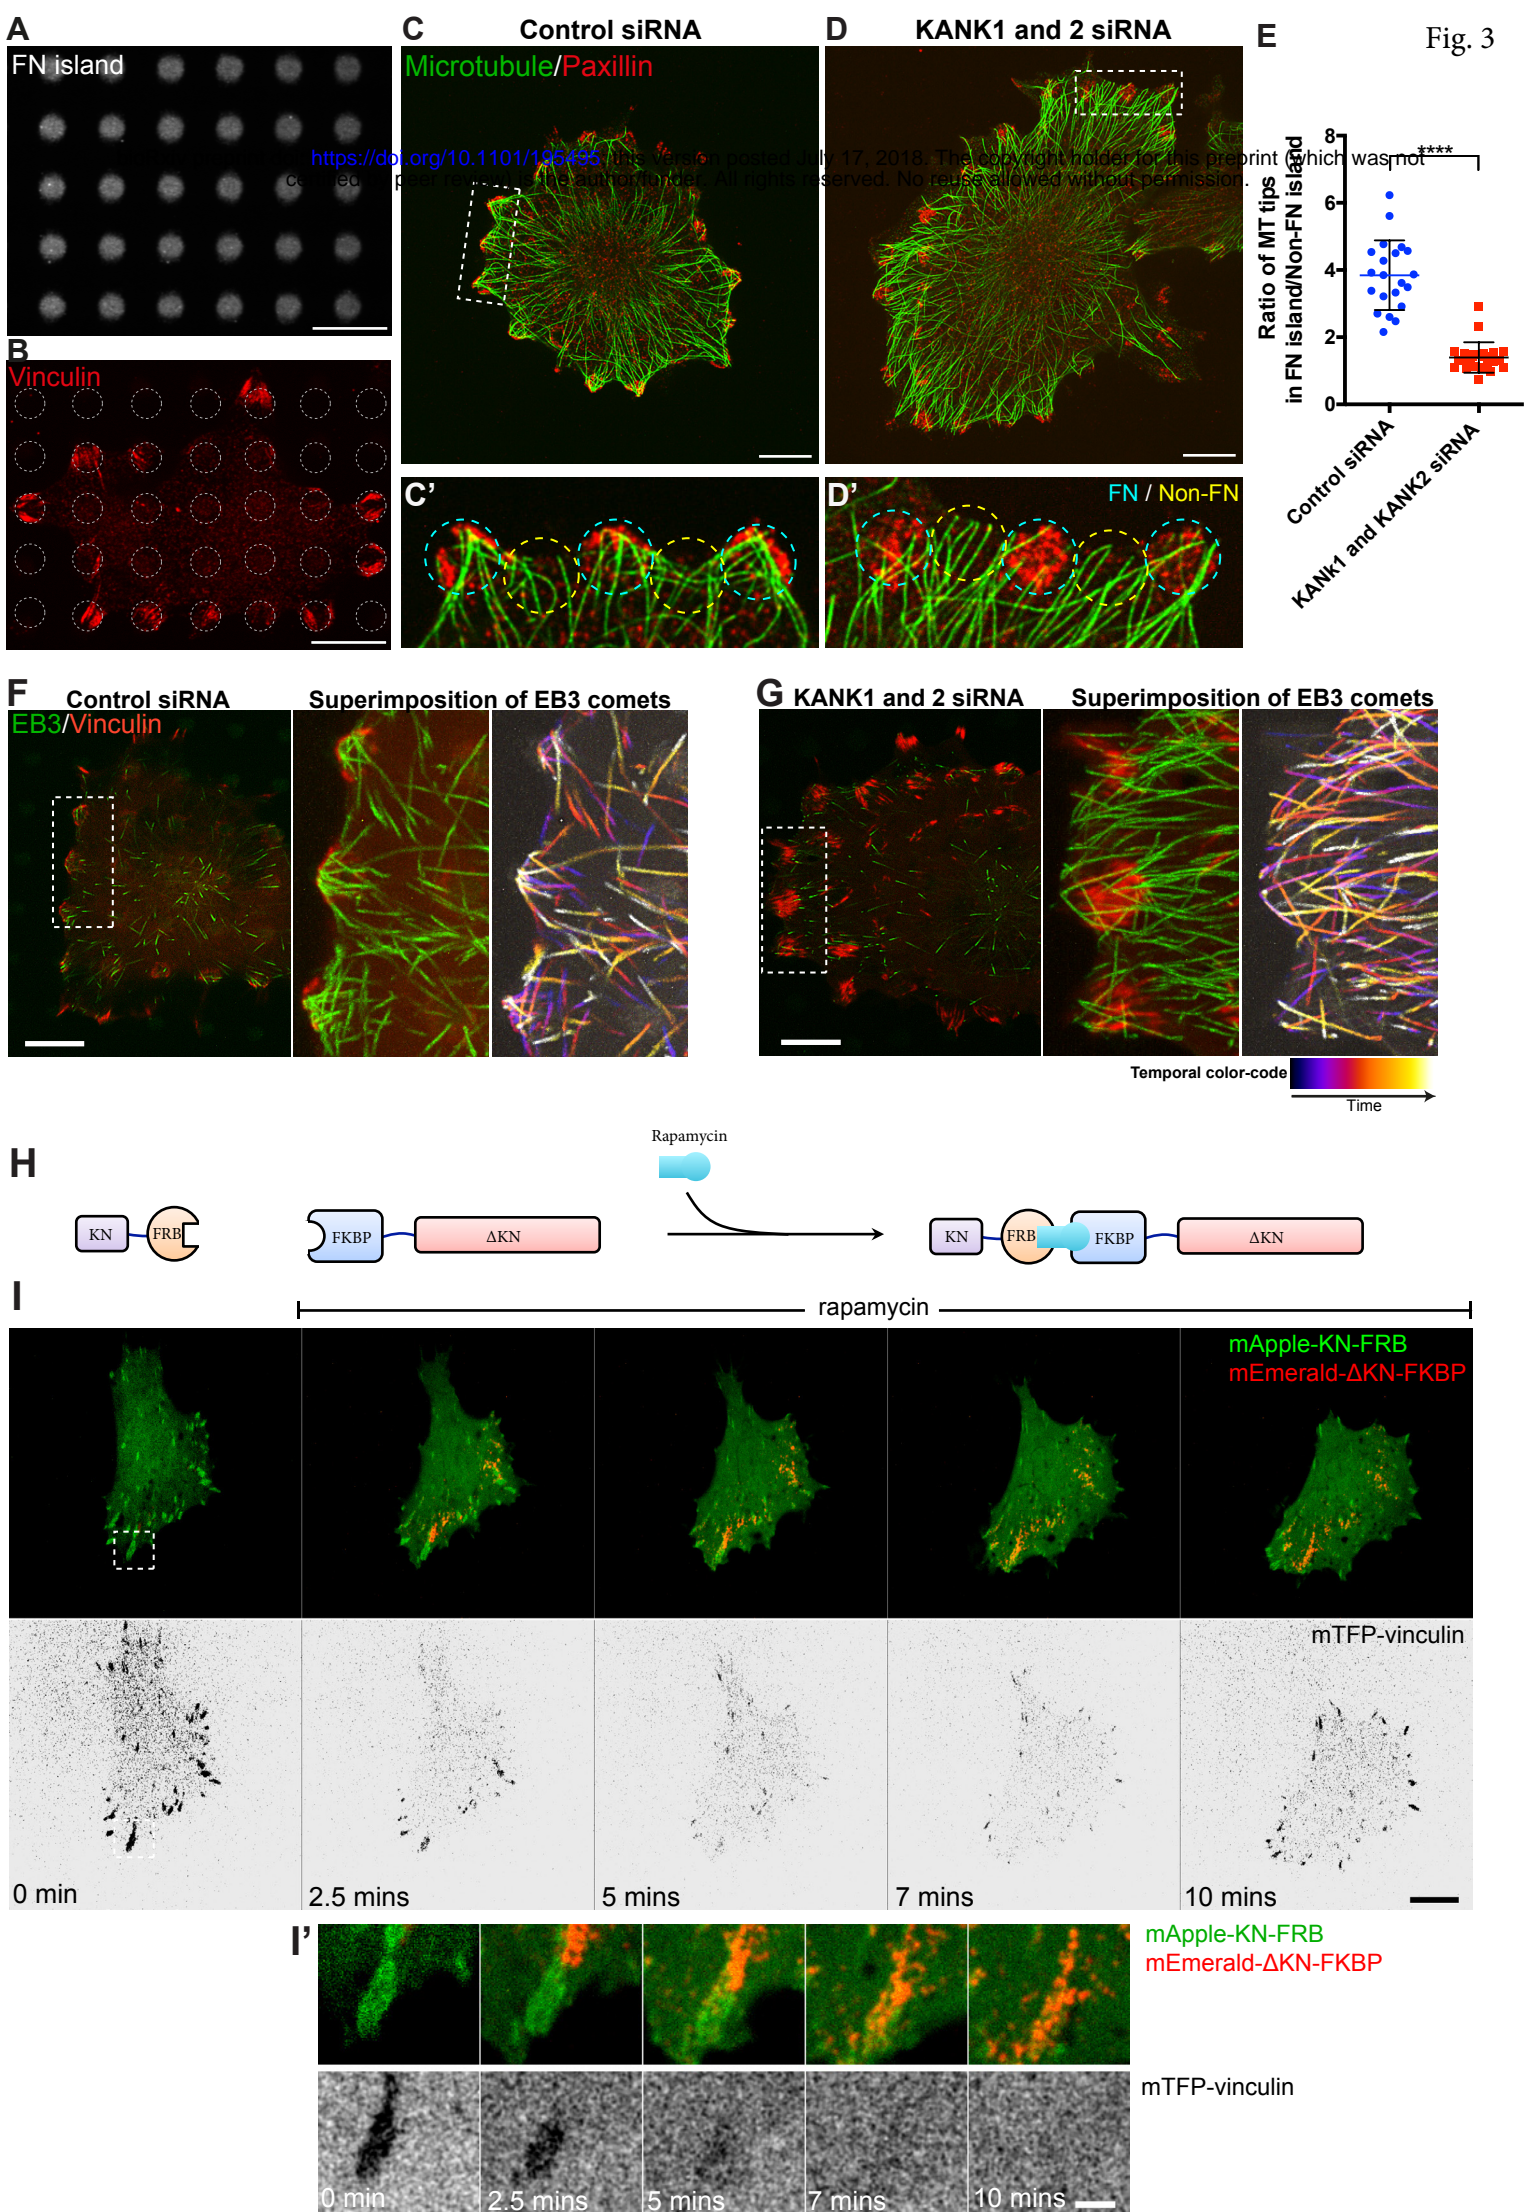 A
C
Control siRNA
D
KANK1 and 2 siRNA
E
Fig. 3
FN island
Microtubule/Paxillin
https://doi.org/10.1101/195495
this version posted July 17, 2018. The copyright holder for this preprint (which was not
certified by peer review) is the author/funder. All rights reserved. No reuse allowed without permission.
B
Vinculin
C'
D'
FN / Non-FN
Ratio of MT tips
in FN island/Non-FN island
8
6
4
2
0
****
Control siRNA
KANk1 and KANK2 siRNA
F
Control siRNA
Superimposition of EB3 comets
EB3/Vinculin
G
KANK1 and 2 siRNA
Superimposition of EB3 comets
Temporal color-code
Time
H
Rapamycin
KN
FRB
FKBP
ΔKN
KN
FRB
FKBP
ΔKN
I
rapamycin
mApple-KN-FRB
mEmerald-ΔKN-FKBP
mTFP-vinculin
0 min
2.5 mins
5 mins
7 mins
10 mins
I'
mApple-KN-FRB
mEmerald-ΔKN-FKBP
mTFP-vinculin
0 min
2.5 mins
5 mins
7 mins
10 mins